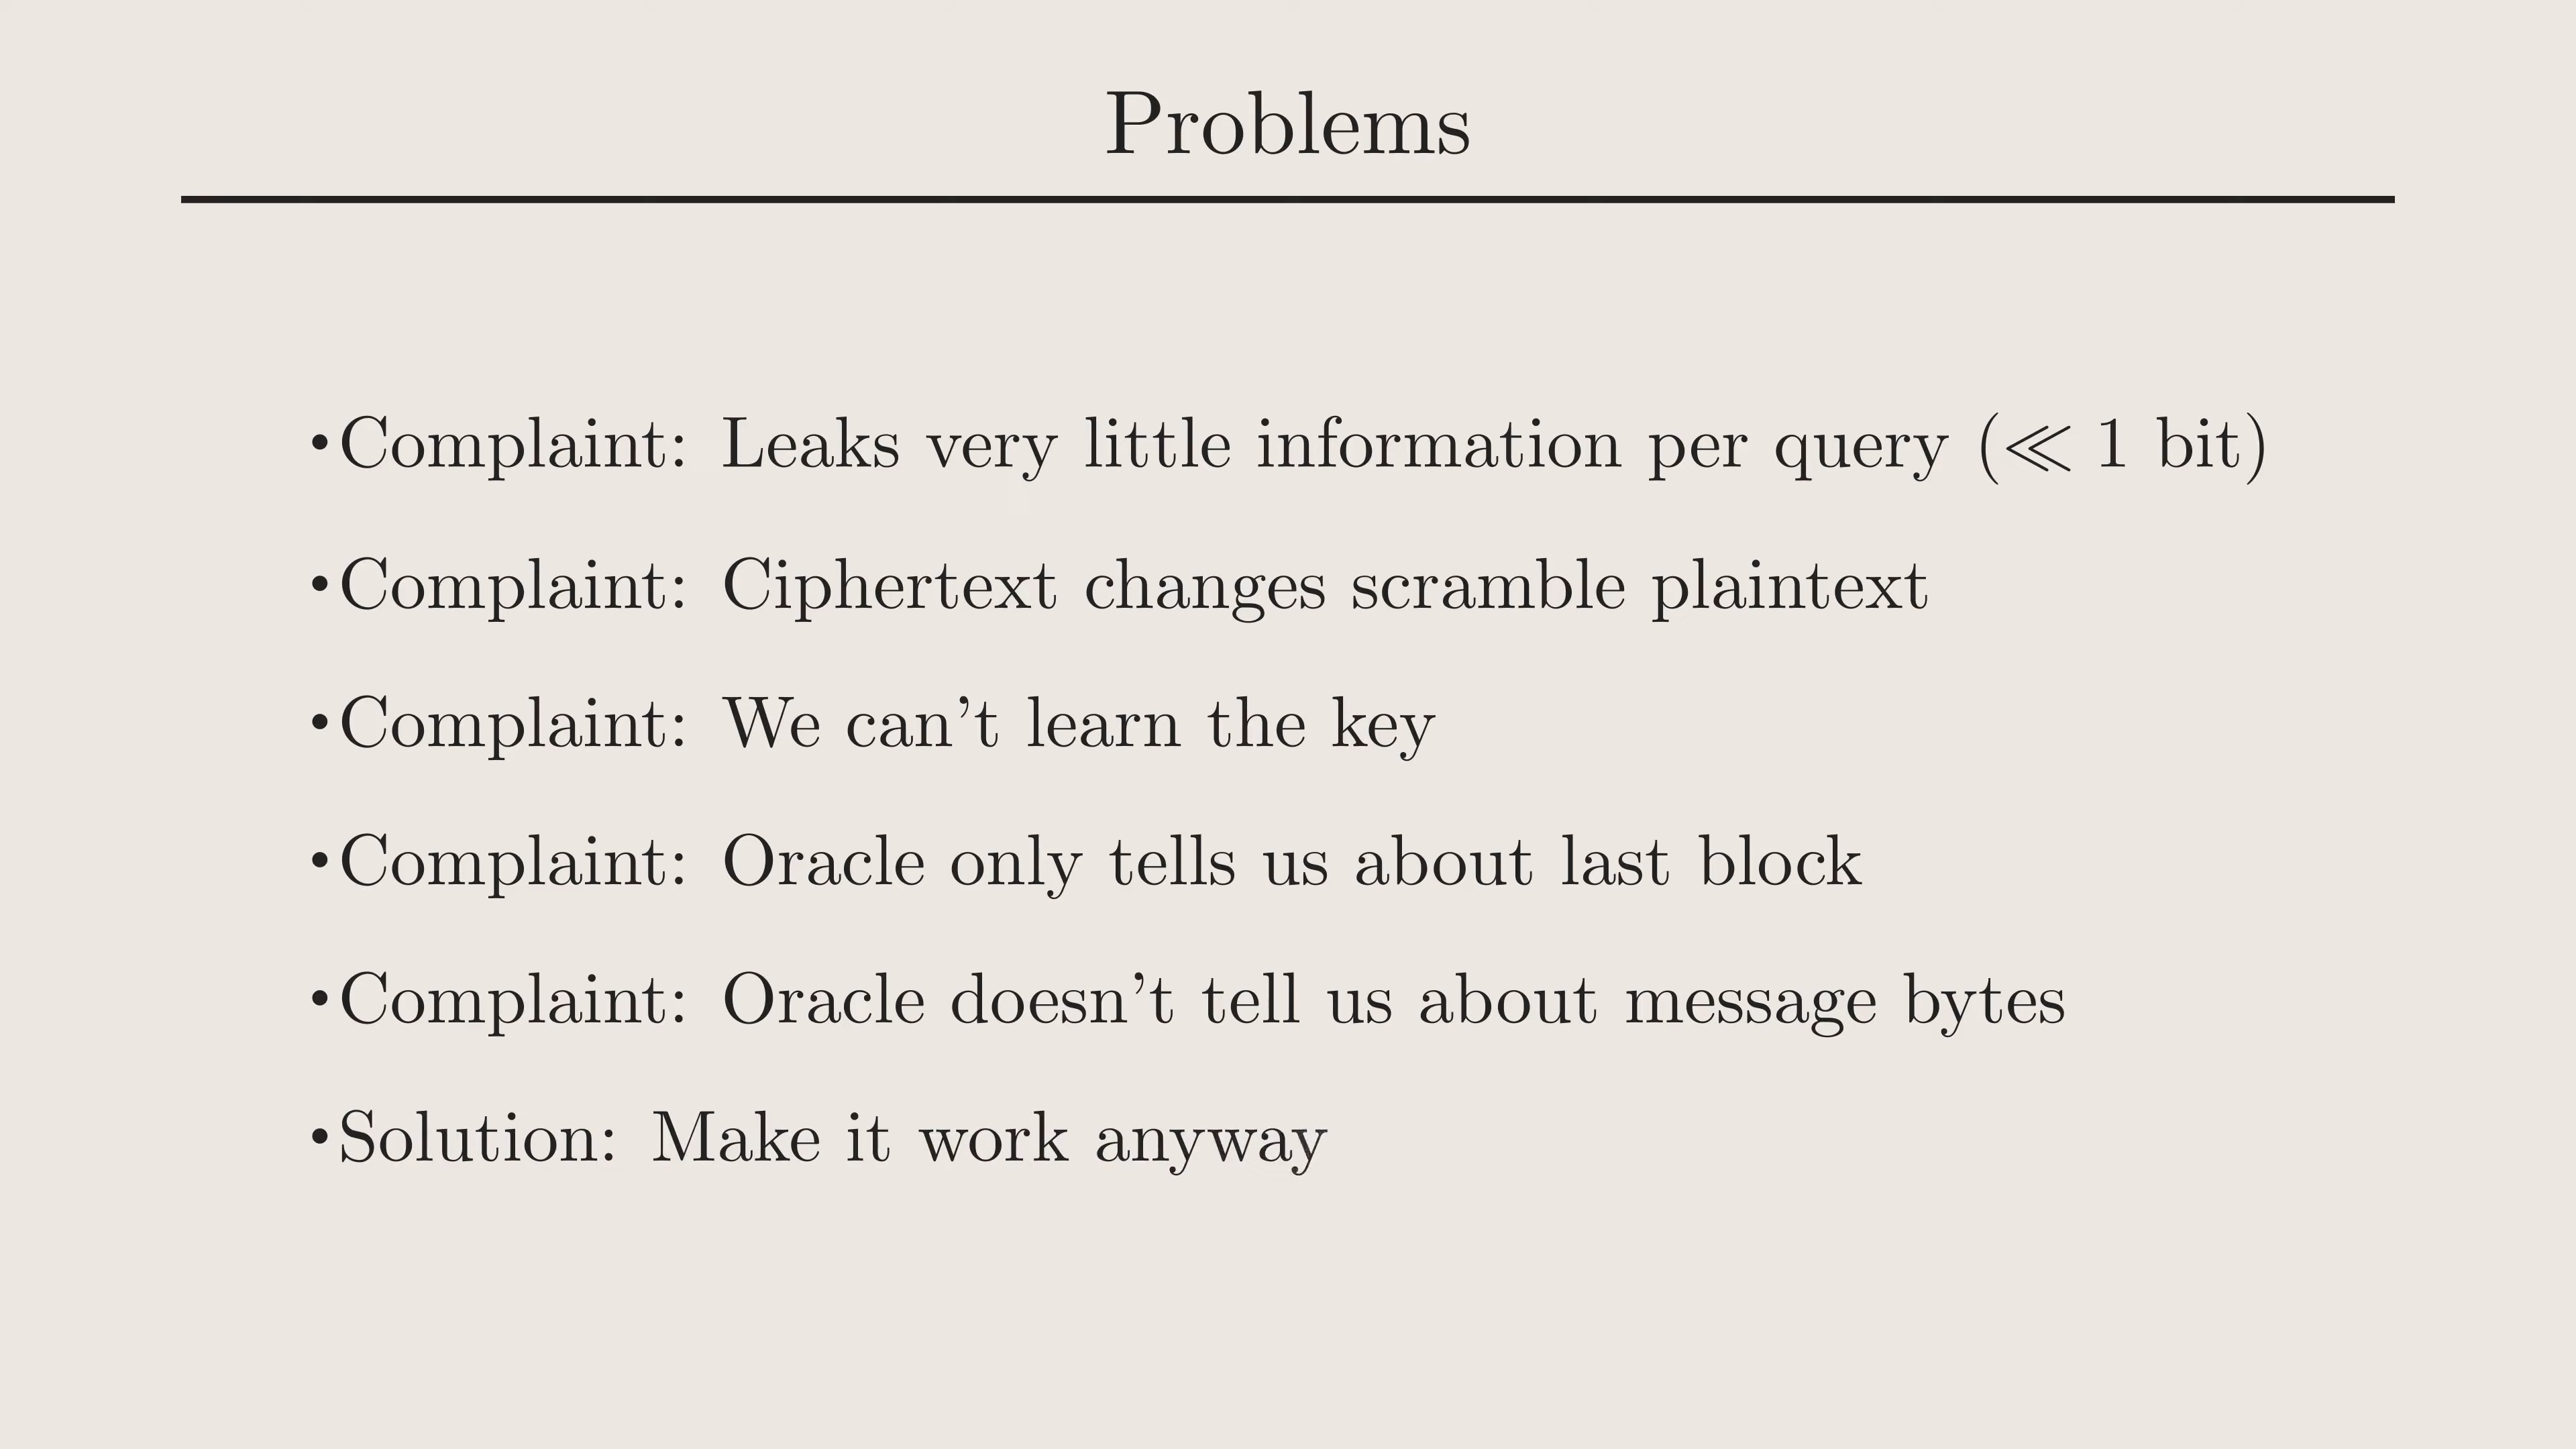 Problems
•Complaint: Leaks very little information per query (≪ 1 bit)
•Complaint: Ciphertext changes scramble plaintext
•Complaint: We can’t learn the key
•Complaint: Oracle only tells us about last block
•Complaint: Oracle doesn’t tell us about message bytes
•Solution: Make it work anyway